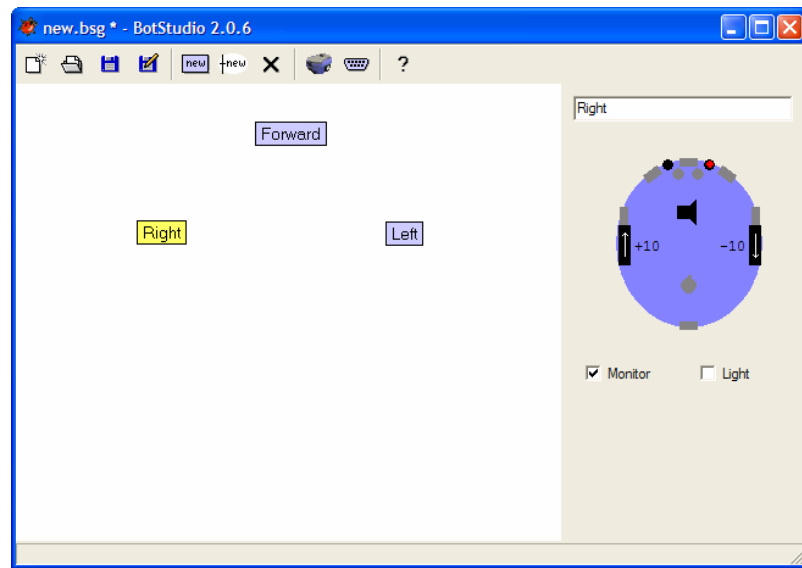 new.bsg * - BotStudio 2.0.6
new new ?
Right
Forward
Right
Left
+10 -10
Monitor Light